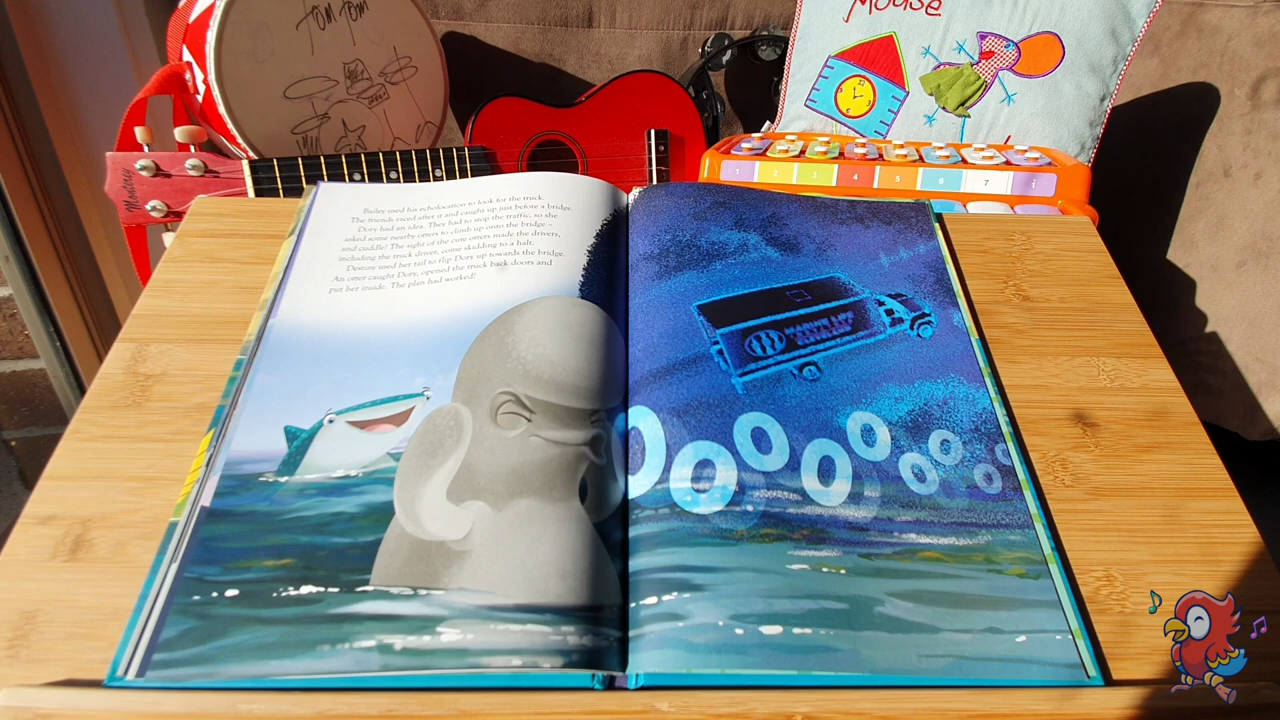 TOM TOM
Mouse
Monterey
1 2 3 4 5 6 7 1
Bailey used his echolocation to look for the truck.
The friends raced after it and caught up just before a bridge.
Dory had an idea. They had to stop the traffic, so she
asked some nearby otters to climb up onto the bridge –
and cuddle! The sight of the cute otters made the drivers,
including the truck driver, come skidding to a halt.
Destiny used her tail to flip Dory up towards the bridge.
An otter caught Dory, opened the truck back doors and
put her inside. The plan had worked!
MARINE LIFE
OOOOOOOO